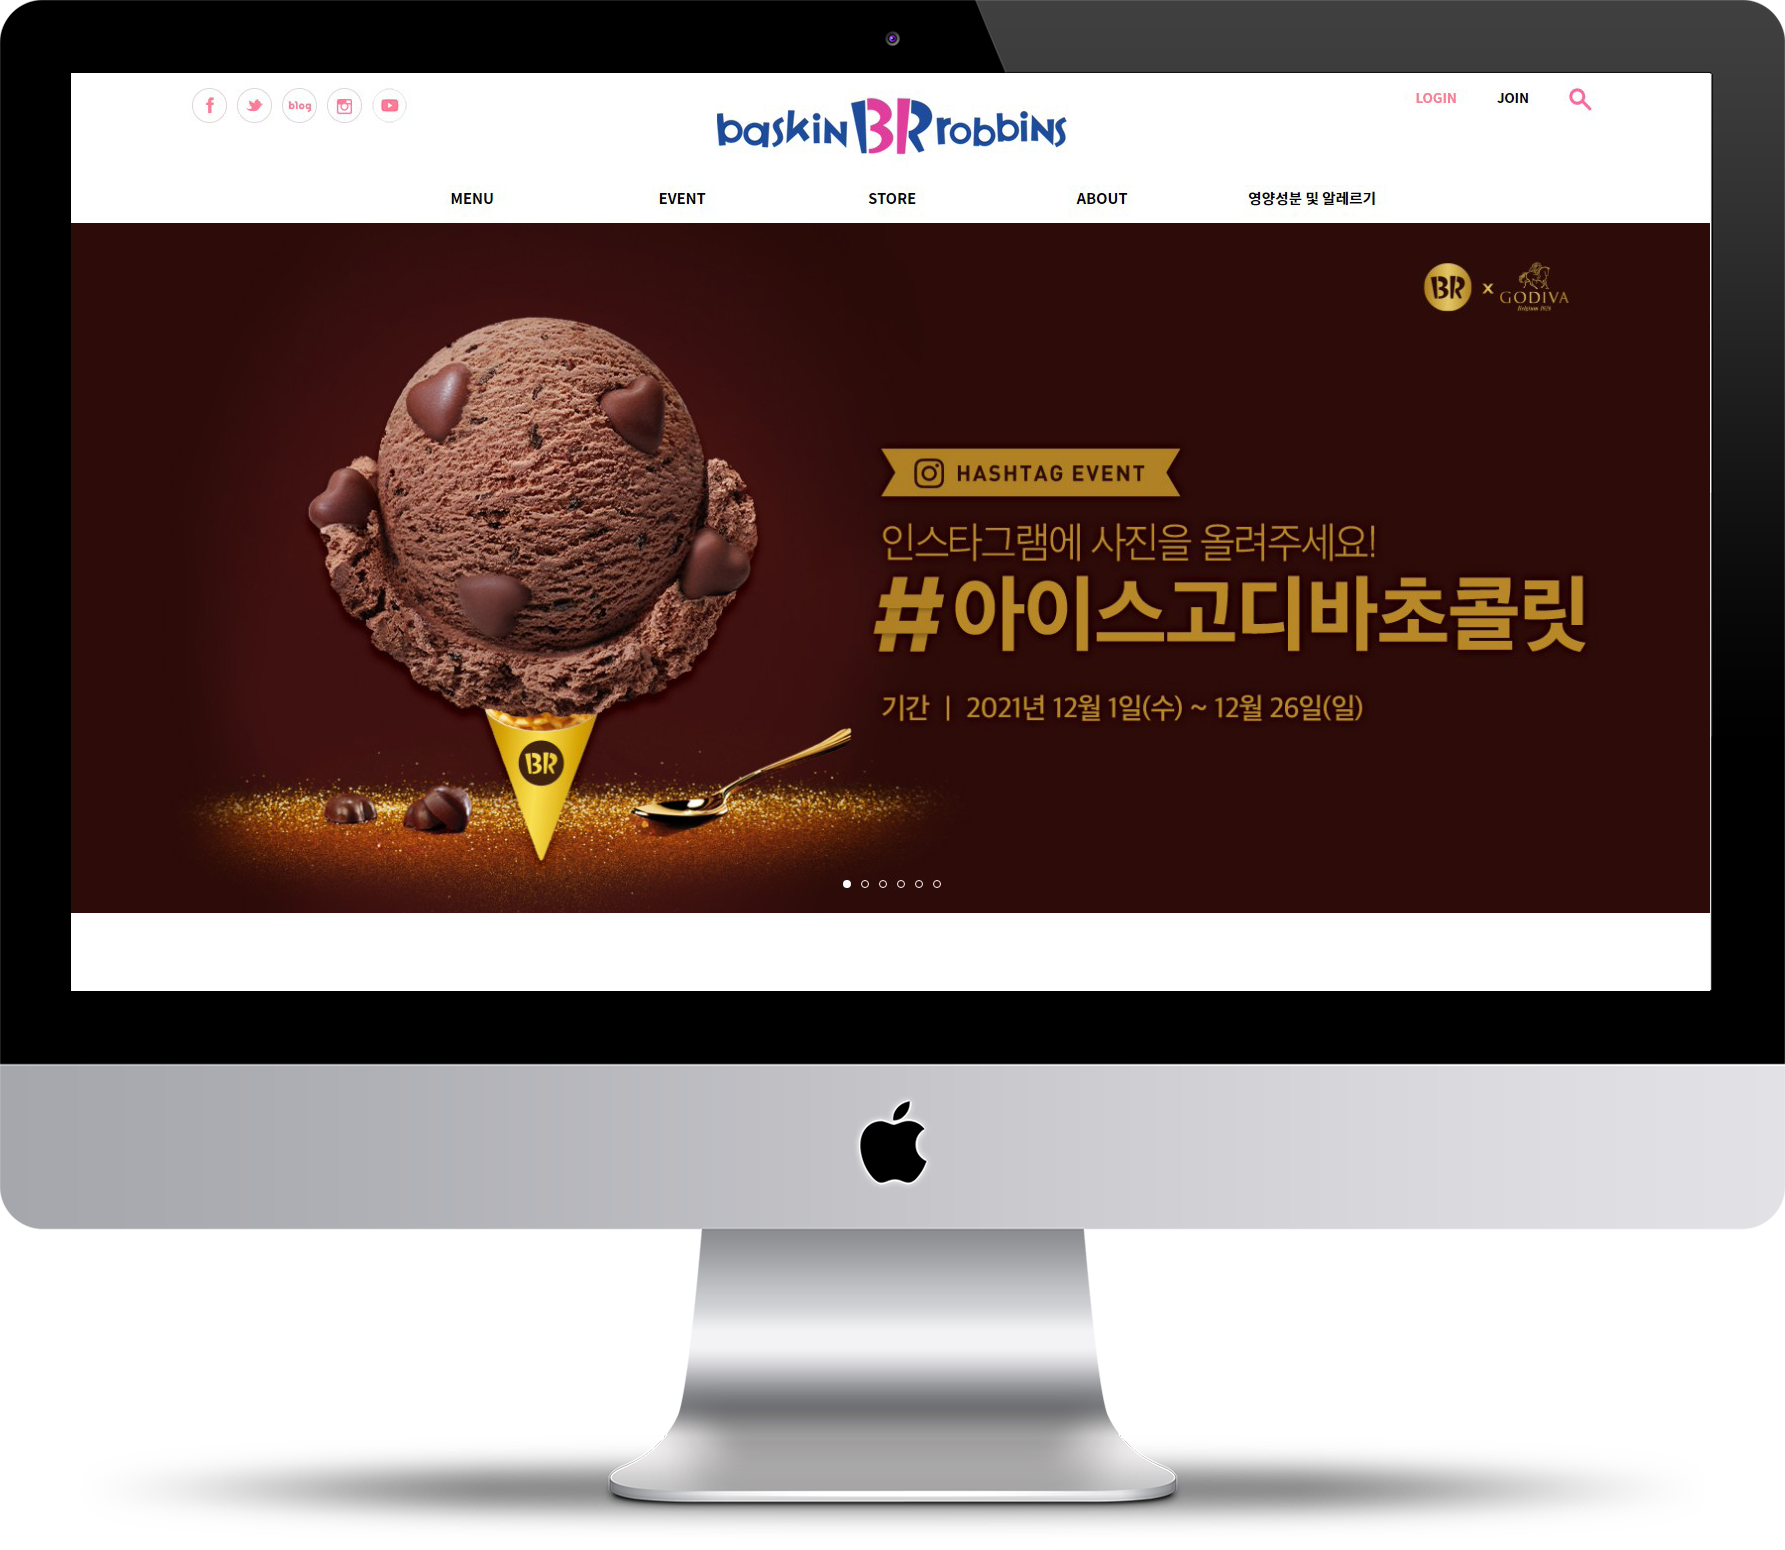 blog
LOGIN
JOIN
baskin BR robbins
MENU
EVENT
STORE
ABOUT
영양성분 및 알레르기
BR x GODIVA
Belgium 1926
HASHTAG EVENT
인스타그램에 사진을 올려주세요!
#아이스고디바초콜릿
기간 | 2021년 12월 1일(수) ~ 12월 26일(일)
BR